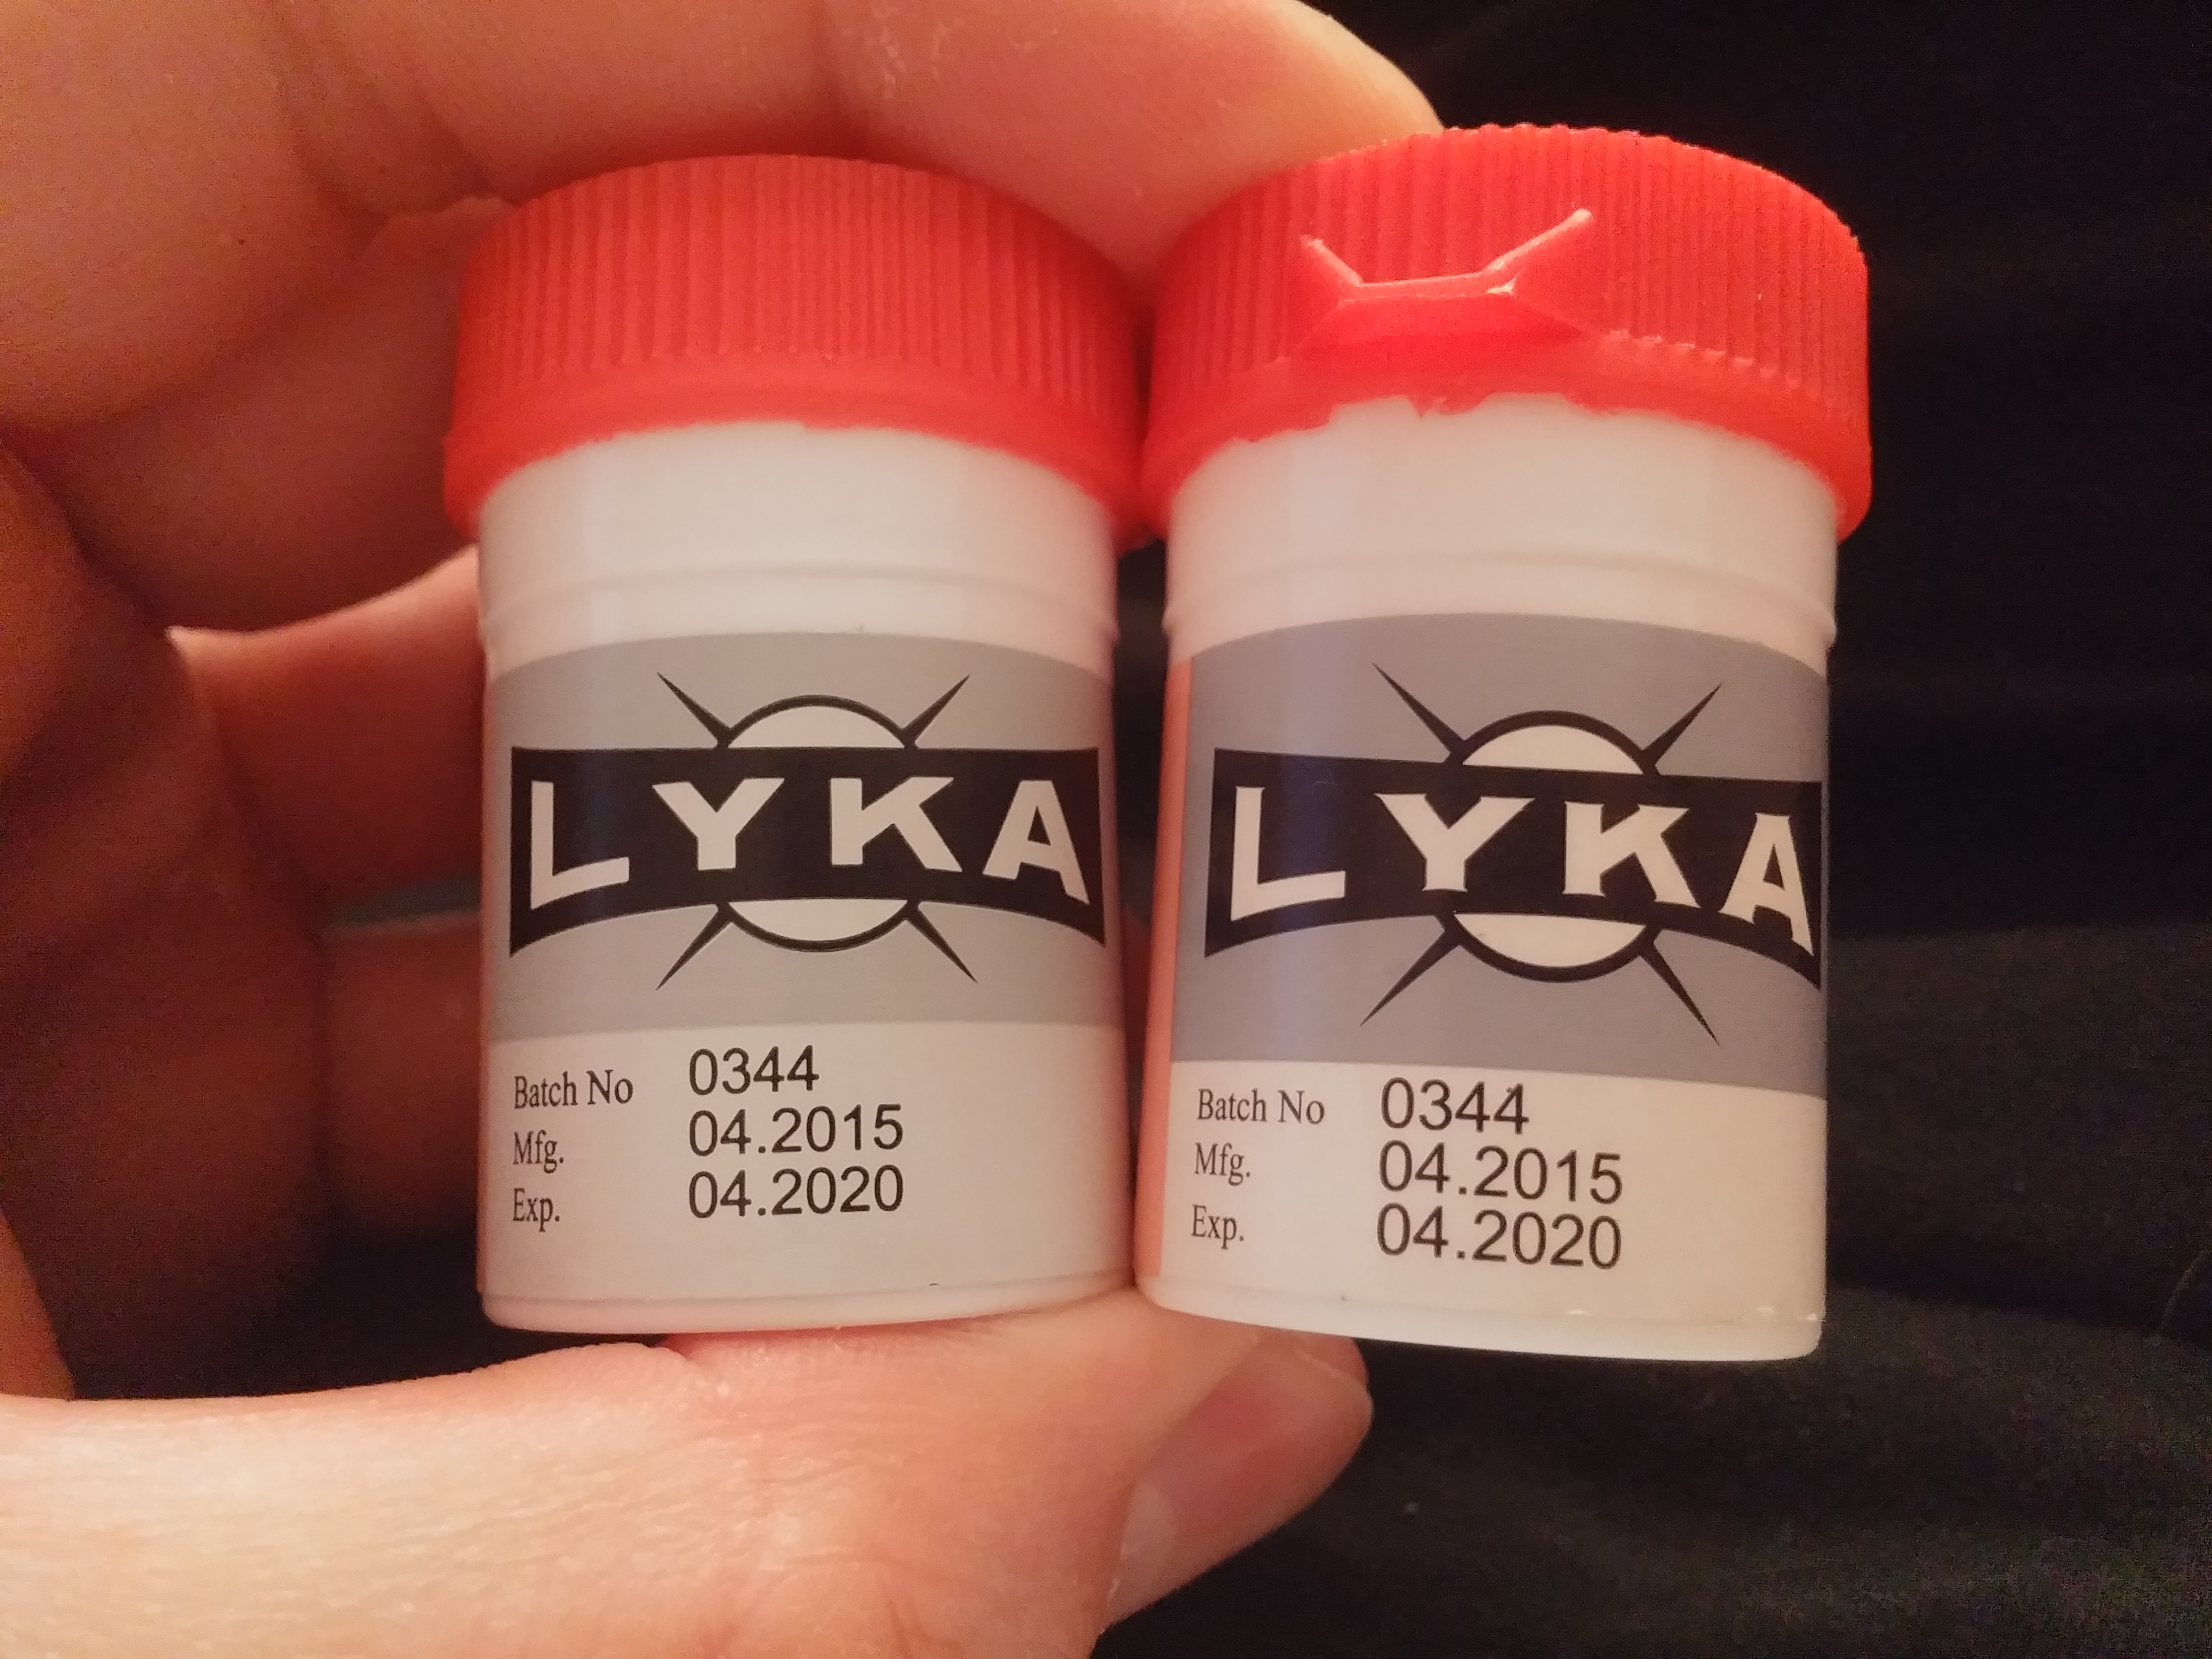 LYKA
Batch No 0344
Mfg. 04.2015
Exp. 04.2020
LYKA
Batch No 0344
Mfg. 04.2015
Exp. 04.2020